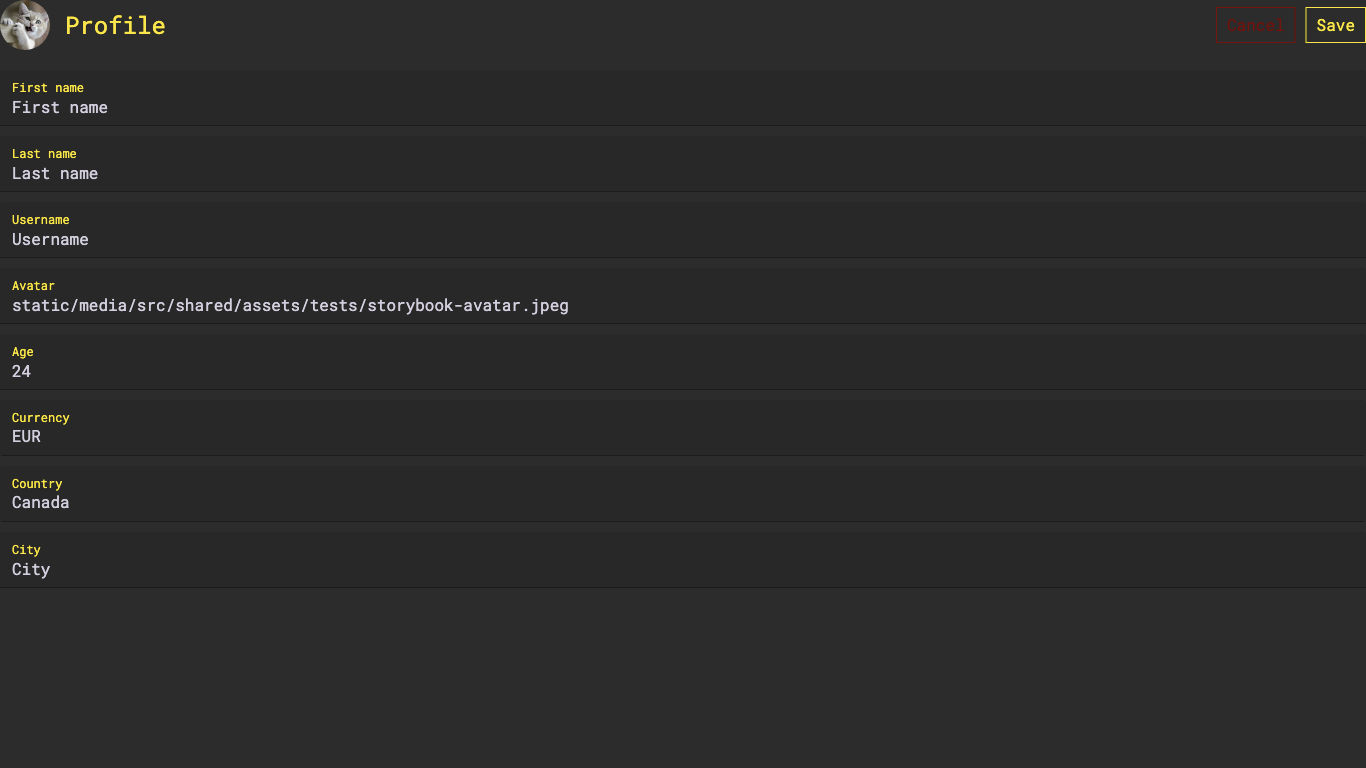 Profile
Cancel
Save
First name
First name
Last name
Last name
Username
Username
Avatar
static/media/src/shared/assets/tests/storybook-avatar.jpeg
Age
24
Currency
EUR
Country
Canada
City
City